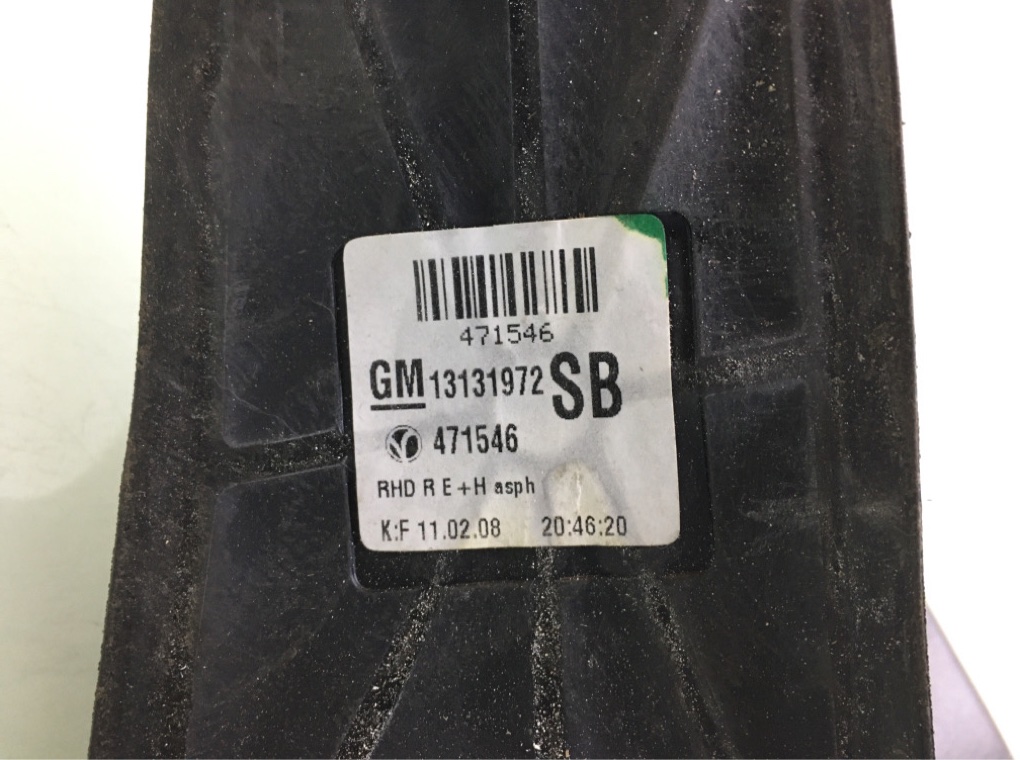 471546
GM 13131972 SB
471546
RHD R E+H asph
K:F 11.02.08 20:46:20